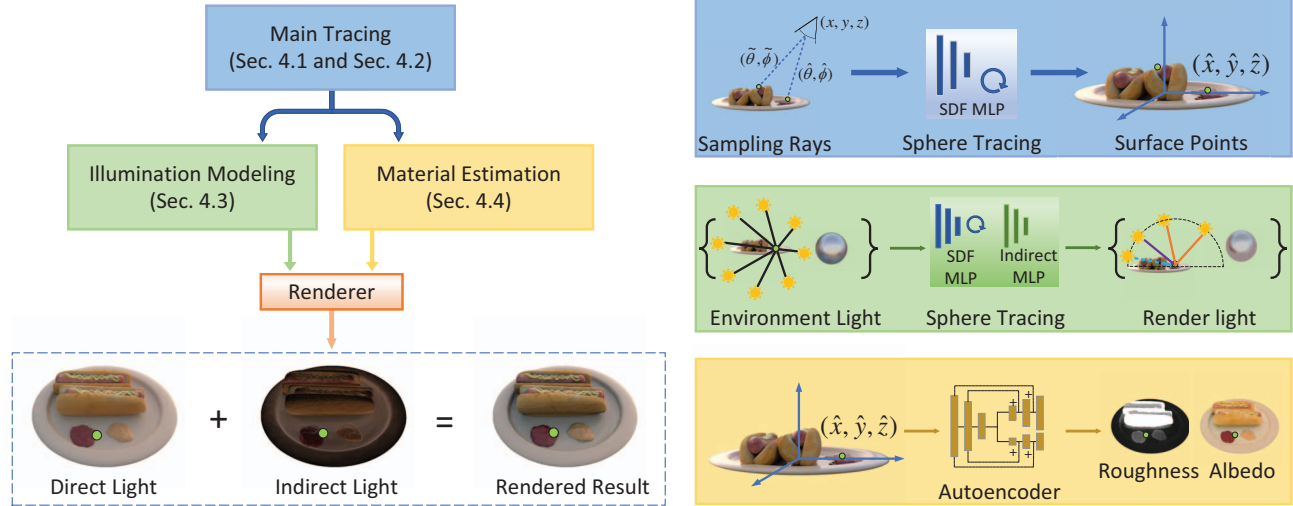 Main Tracing
(Sec. 4.1 and Sec. 4.2)
Illumination Modeling
(Sec. 4.3)
Material Estimation
(Sec. 4.4)
Renderer
+
=
Direct Light
Indirect Light
Rendered Result
(x, y, z)
(θ̃, ϕ̃)
(θ̂, ϕ̂)
SDF MLP
(x̂, ŷ, ẑ)
Sampling Rays
Sphere Tracing
Surface Points
{ }
SDF
MLP
Indirect
MLP
{ }
Environment Light
Sphere Tracing
Render light
(x̂, ŷ, ẑ)
+ +
+ +
Autoencoder
Roughness
Albedo